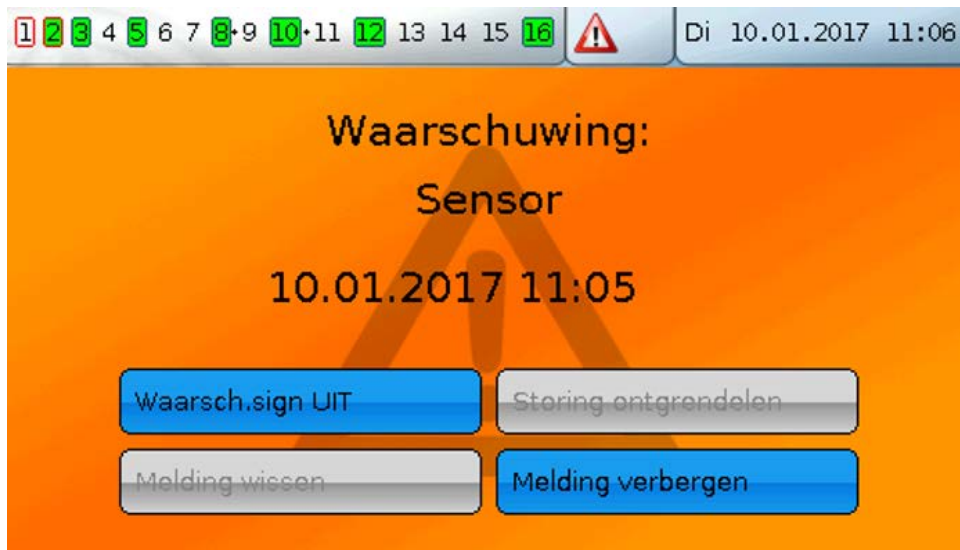 1 2 3 4 5 6 7 8·9 10·11 12 13 14 15 16 Di 10.01.2017 11:06
Waarschuwing:
Sensor
10.01.2017 11:05
Waarsch.sign UIT Storing ontgrendelen
Melding wissen Melding verbergen